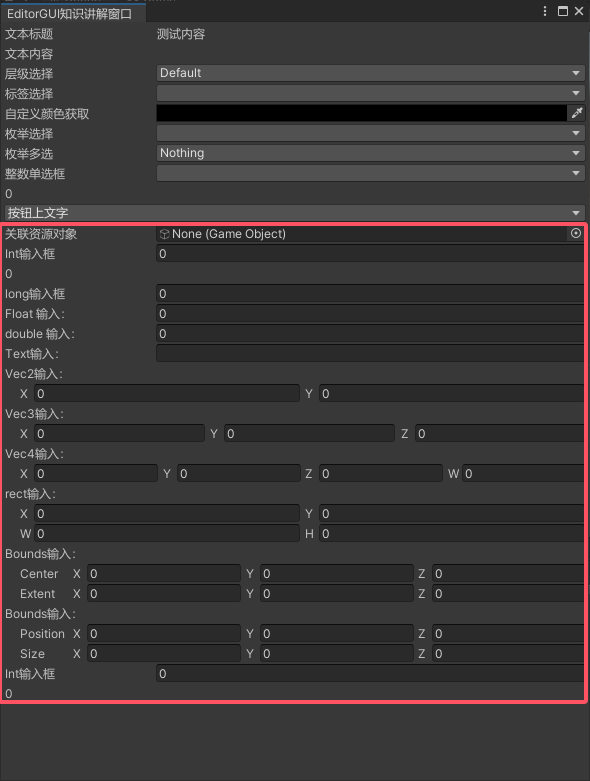 EditorGUI知识讲解窗口
文本标题 测试内容
文本内容
层级选择 Default
标签选择
自定义颜色获取
枚举选择
枚举多选 Nothing
整数单选框
0
按钮上文字
关联资源对象 None (Game Object)
Int输入框 0
0
long输入框 0
Float 输入: 0
double 输入: 0
Text输入:
Vec2输入:
X 0 Y 0
Vec3输入:
X 0 Y 0 Z 0
Vec4输入:
X 0 Y 0 Z 0 W 0
rect输入:
X 0 Y 0
W 0 H 0
Bounds输入:
Center X 0 Y 0 Z 0
Extent X 0 Y 0 Z 0
Bounds输入:
Position X 0 Y 0 Z 0
Size X 0 Y 0 Z 0
Int输入框 0
0